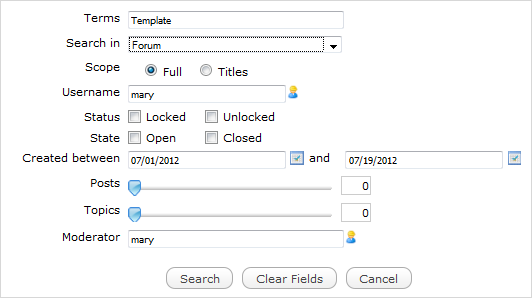 Terms Template
Search in Forum
Scope Full Titles
Username mary
Status Locked Unlocked
State Open Closed
Created between 07/01/2012 and 07/19/2012
Posts 0
Topics 0
Moderator mary
Search Clear Fields Cancel